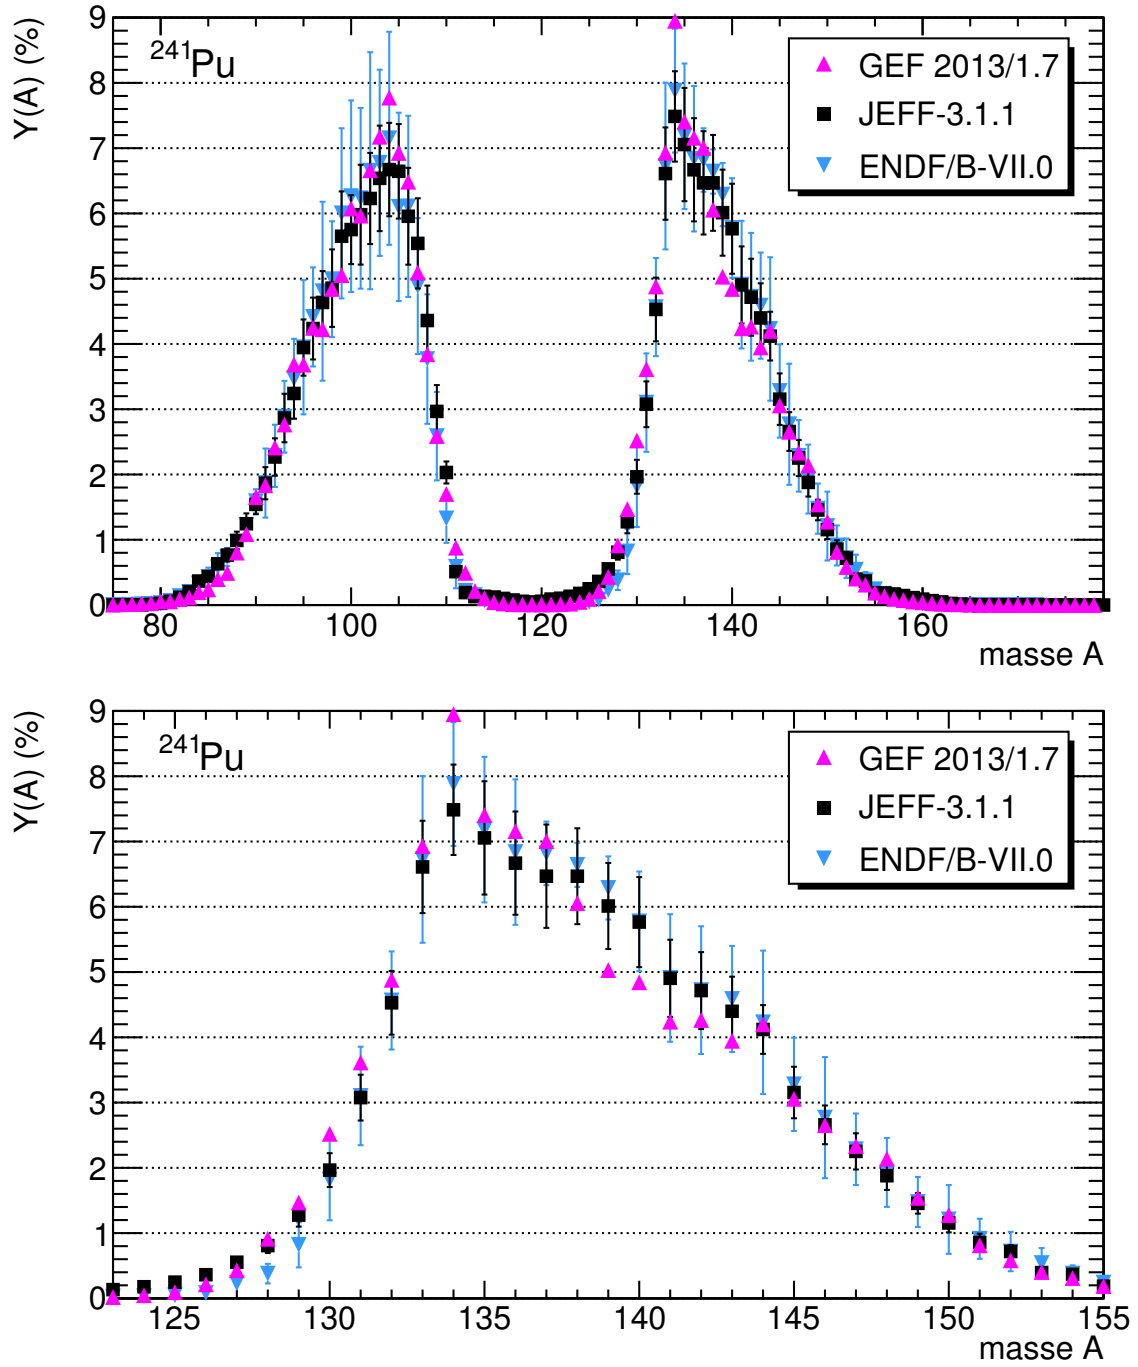 Y(A) (%)
²⁴¹Pu
GEF 2013/1.7
JEFF-3.1.1
ENDF/B-VII.0
9
8
7
6
5
4
3
2
1
0
80 100 120 140 160
masse A
Y(A) (%)
²⁴¹Pu
GEF 2013/1.7
JEFF-3.1.1
ENDF/B-VII.0
9
8
7
6
5
4
3
2
1
0
125 130 135 140 145 150 155
masse A